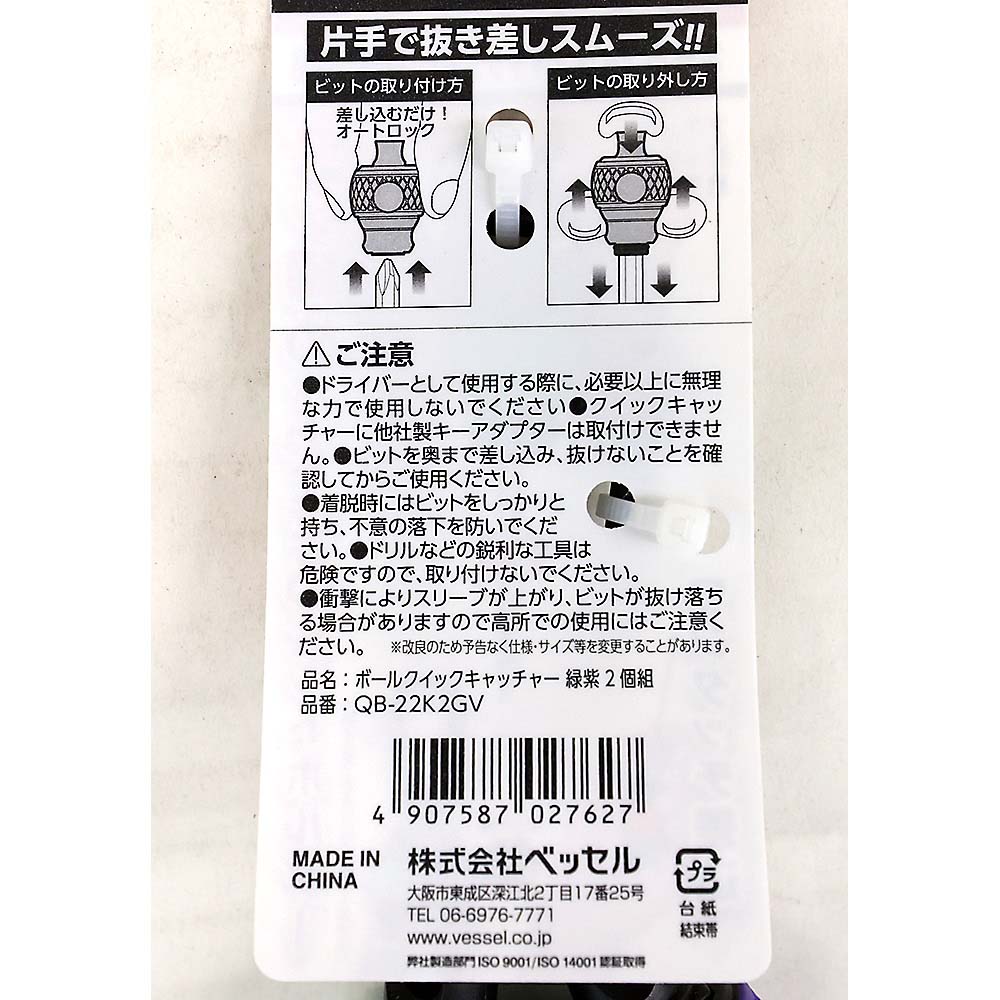 片手で抜き差しスムーズ!!
ビットの取り付け方
差し込むだけ!
オートロック
ビットの取り外し方
⚠ご注意
●ドライバーとして使用する際に、必要以上に無理
な力で使用しないでください●クイックキャッ
チャーに他社製キーアダプターは取付けできませ
ん。●ビットを奥まで差し込み、抜けないことを確
認してからご使用ください。
●着脱時にはビットをしっかりと
持ち、不意の落下を防いでくだ
さい。●ドリルなどの鋭利な工具は
危険ですので、取り付けないでください。
●衝撃によりスリーブが上がり、ビットが抜け落ち
る場合がありますので高所での使用にはご注意く
ださい。 ※改良のため予告なく仕様・サイズ等を変更することがあります。
品名:ボールクイックキャッチャー 緑紫2個組
品番:QB-22K2GV
4 907587 027627
MADE IN
CHINA
株式会社ベッセル
大阪市東成区深江北2丁目17番25号
TEL 06-6976-7771
www.vessel.co.jp
弊社製造部門 ISO 9001/ISO 14001 認証取得
プラ
台紙
結束帯